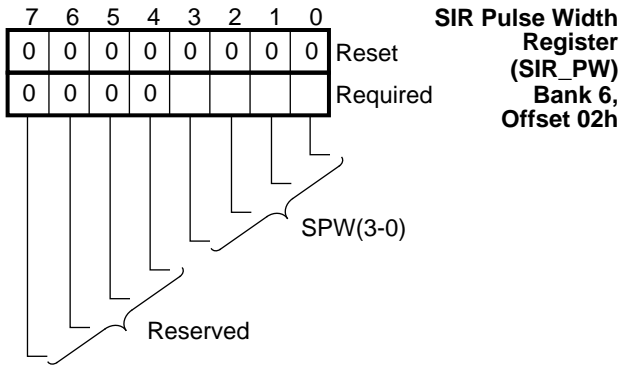 7 6 5 4 3 2 1 0
SIR Pulse Width
Register
(SIR_PW)
Bank 6,
Offset 02h
0 0 0 0 0 0 0 0 Reset
0 0 0 0 Required
SPW(3-0)
Reserved